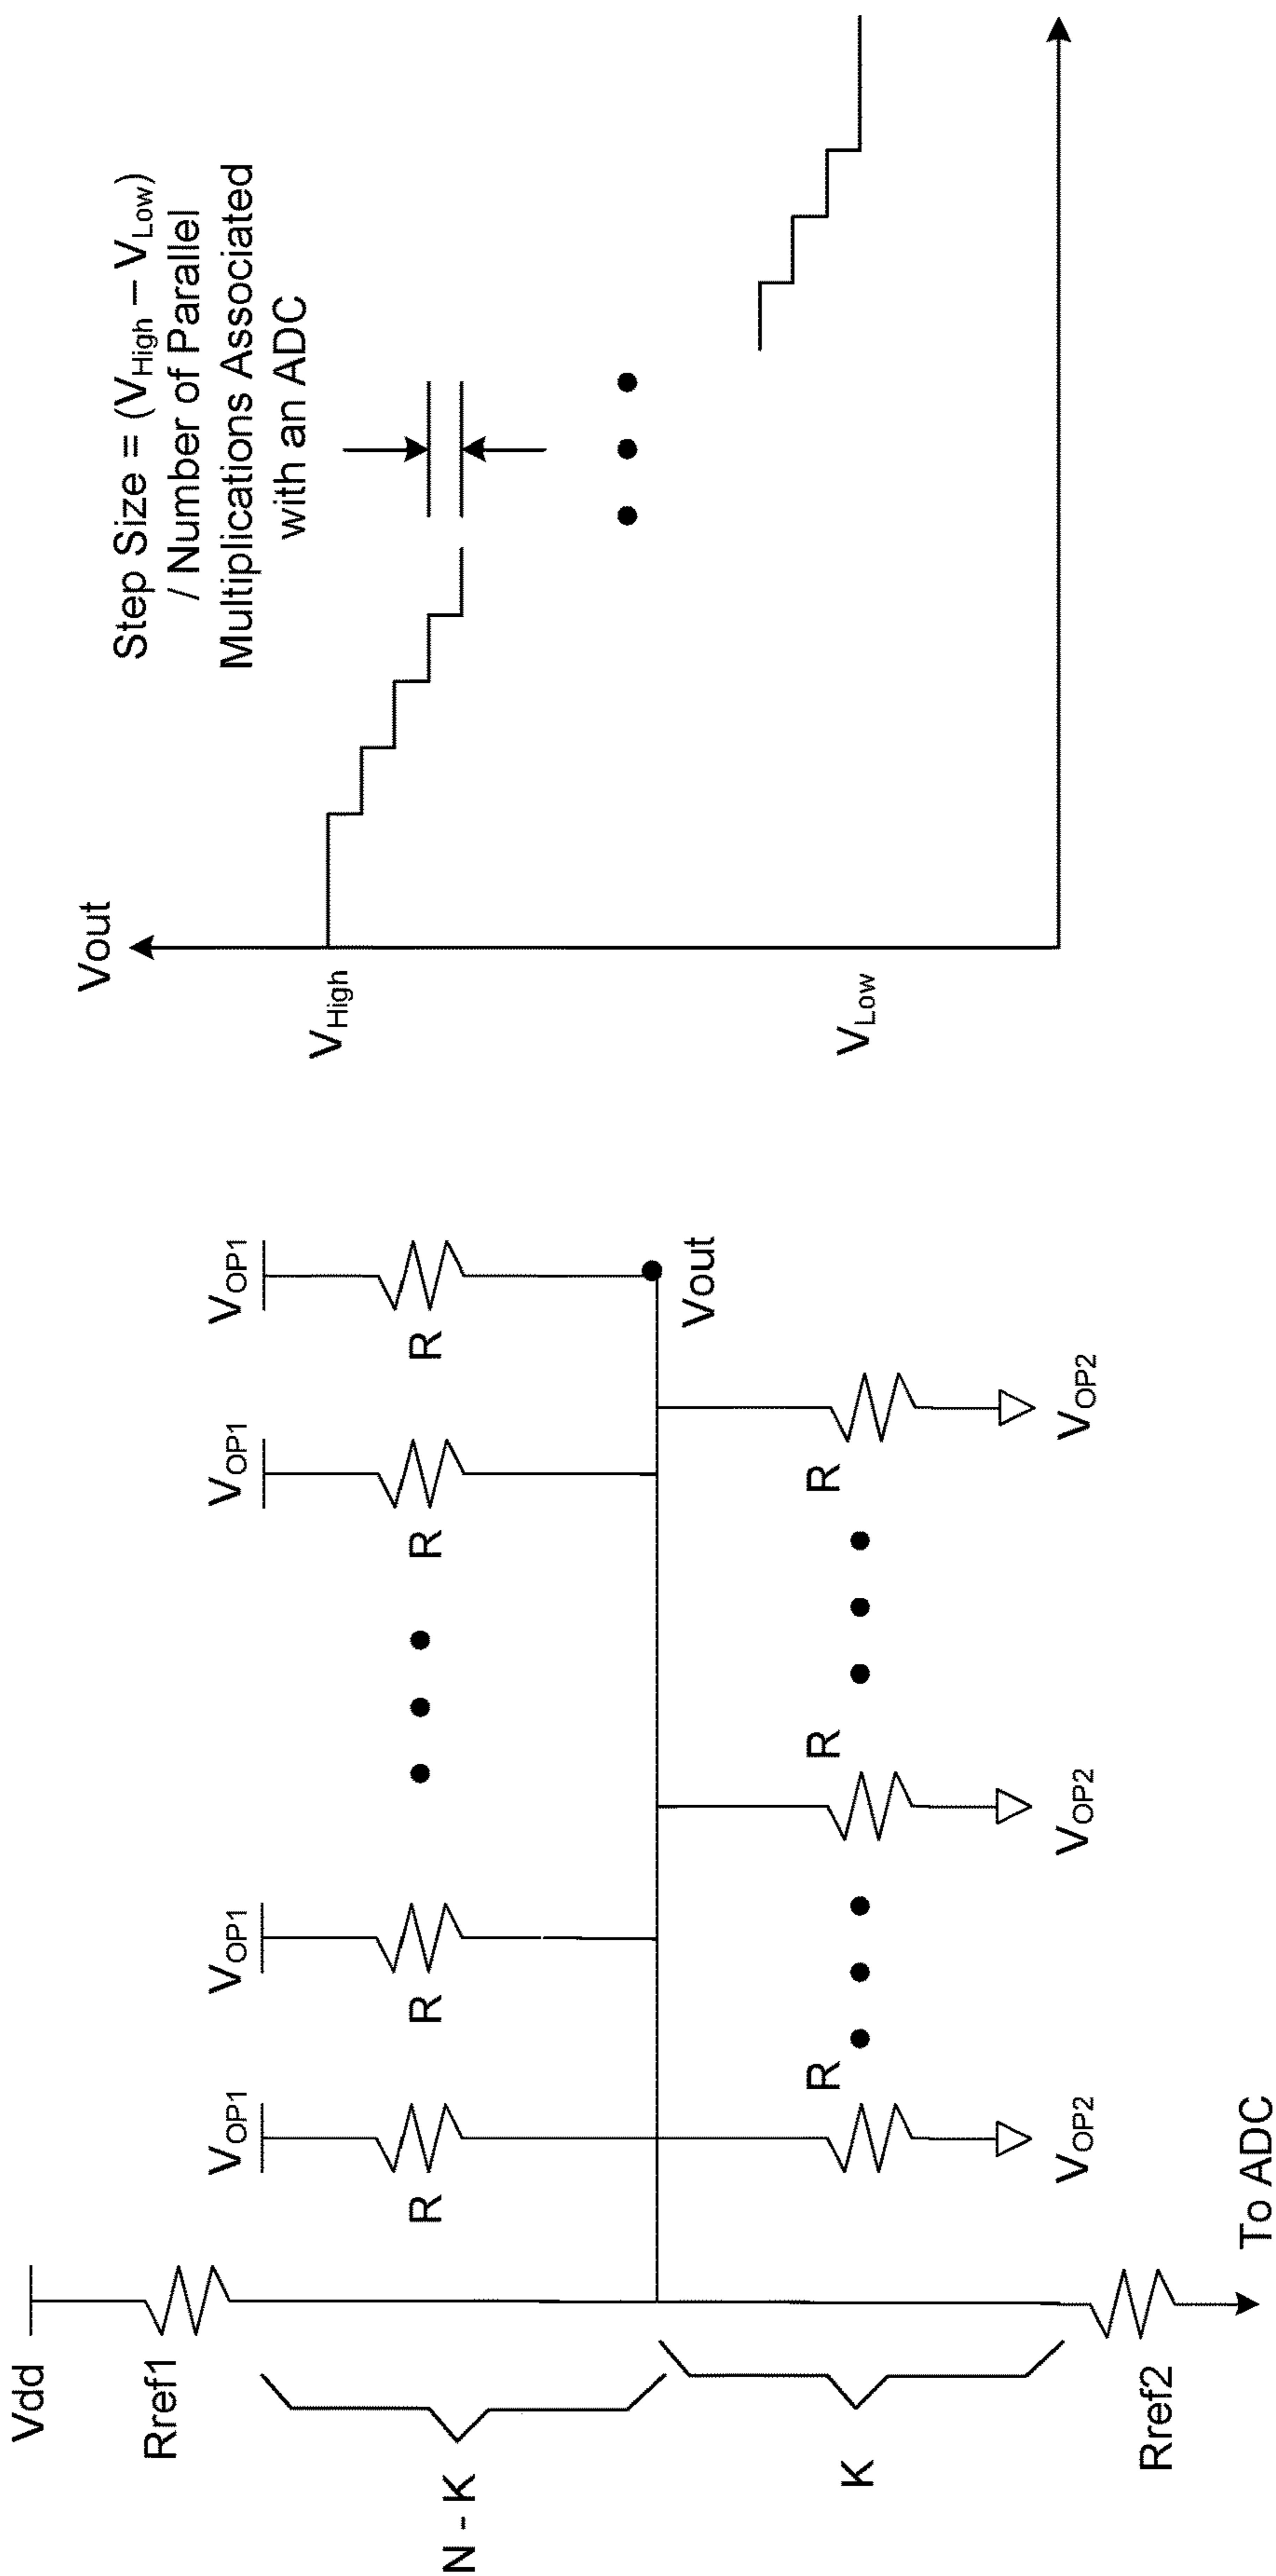 Vdd
Rref1
N - K
K
Rref2
To ADC
VOP1
VOP1
VOP1
VOP1
R
R
R
R
R
R
R
VOP2
VOP2
VOP2
Vout
Vout
VHigh
VLow
Step Size = (VHigh – VLow)
/ Number of Parallel
Multiplications Associated
with an ADC